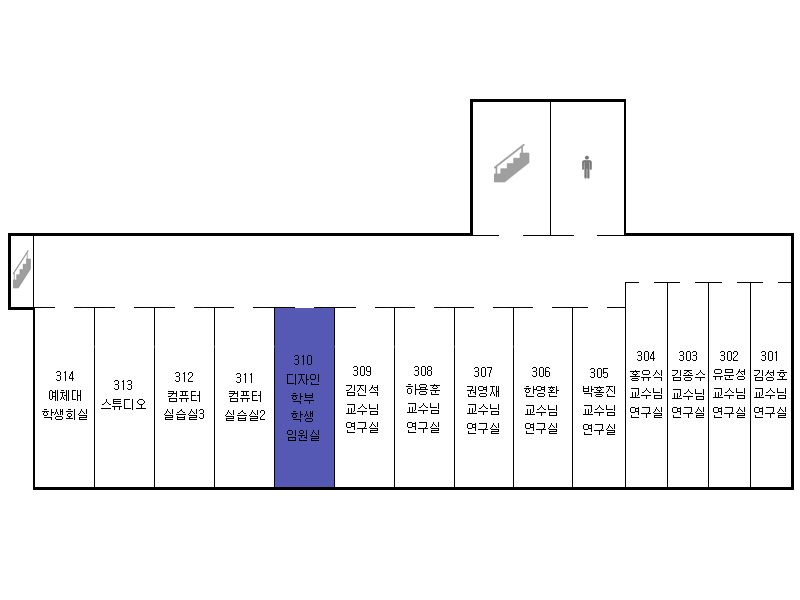 314
예체대
학생회실
313
스튜디오
312
컴퓨터
실습실3
311
컴퓨터
실습실2
310
디자인
학부
학생
임원실
309
김진석
교수님
연구실
308
하용훈
교수님
연구실
307
권영재
교수님
연구실
306
한영환
교수님
연구실
305
박홍진
교수님
연구실
304
홍유식
교수님
연구실
303
김종수
교수님
연구실
302
유문성
교수님
연구실
301
김성호
교수님
연구실